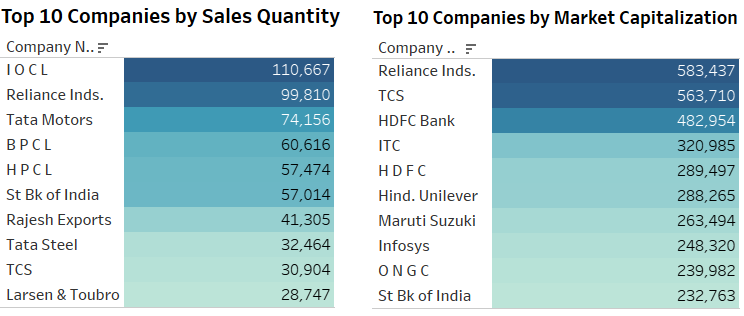 Top 10 Companies by Sales Quantity
Company N..
I O C L 110,667
Reliance Inds. 99,810
Tata Motors 74,156
B P C L 60,616
H P C L 57,474
St Bk of India 57,014
Rajesh Exports 41,305
Tata Steel 32,464
TCS 30,904
Larsen & Toubro 28,747
Top 10 Companies by Market Capitalization
Company ..
Reliance Inds. 583,437
TCS 563,710
HDFC Bank 482,954
ITC 320,985
H D F C 289,497
Hind. Unilever 288,265
Maruti Suzuki 263,494
Infosys 248,320
O N G C 239,982
St Bk of India 232,763